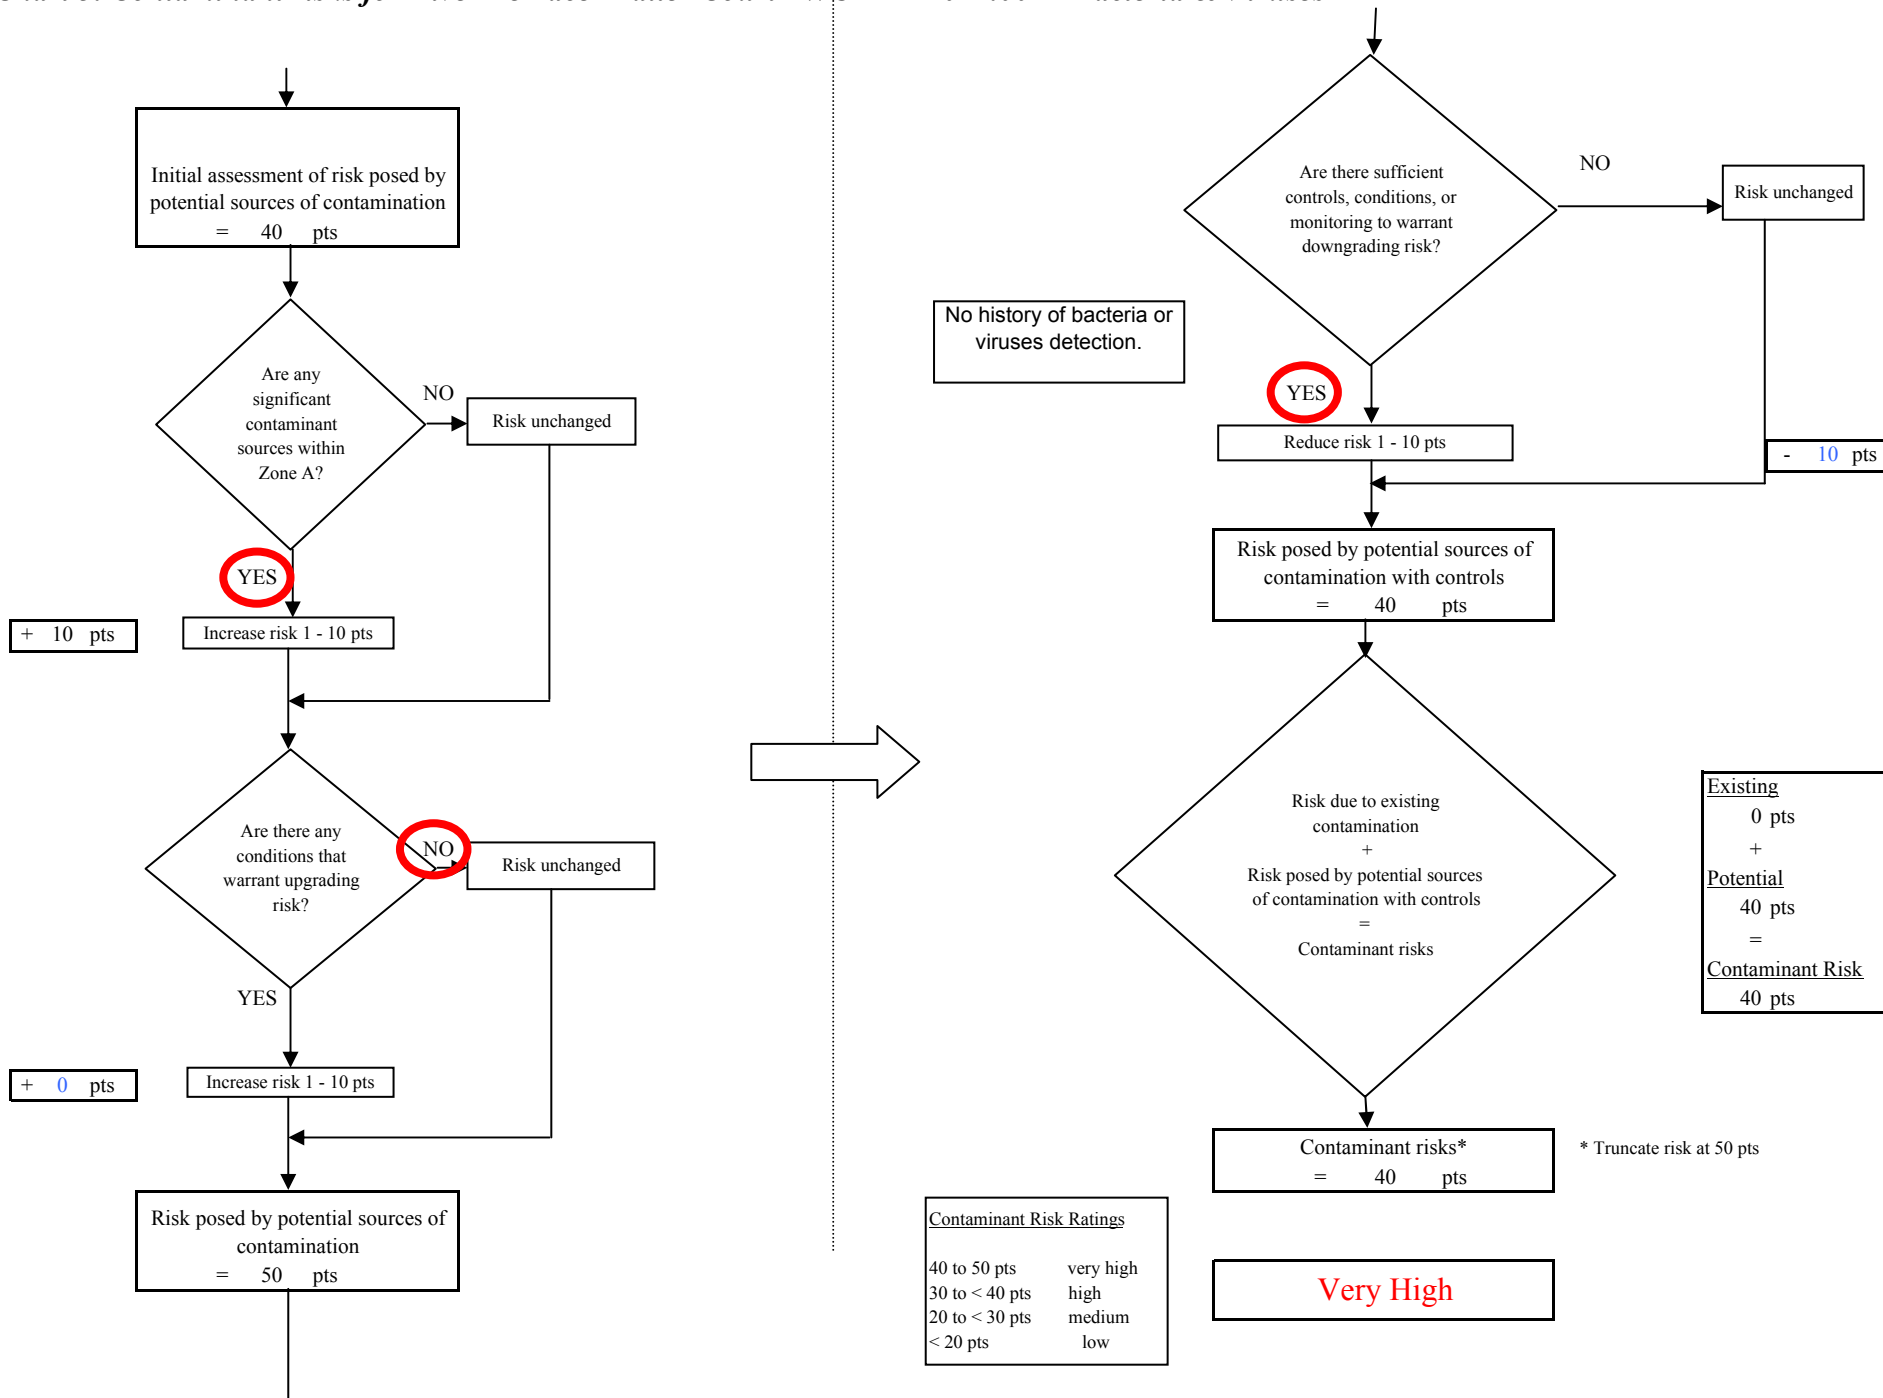 Initial assessment of risk posed by
potential sources of contamination
= 40 pts
Are any
significant
contaminant
sources within
Zone A?
NO
Risk unchanged
YES
+ 10 pts
Increase risk 1 - 10 pts
Are there any
conditions that
warrant upgrading
risk?
NO
Risk unchanged
YES
+ 0 pts
Increase risk 1 - 10 pts
Risk posed by potential sources of
contamination
= 50 pts
Are there sufficient
controls, conditions, or
monitoring to warrant
downgrading risk?
NO
Risk unchanged
No history of bacteria or
viruses detection.
YES
Reduce risk 1 - 10 pts
- 10 pts
Risk posed by potential sources of
contamination with controls
= 40 pts
Risk due to existing
contamination
+
Risk posed by potential sources
of contamination with controls
=
Contaminant risks
Existing
0 pts
+
Potential
40 pts
=
Contaminant Risk
40 pts
Contaminant risks*
= 40 pts
* Truncate risk at 50 pts
Contaminant Risk Ratings
40 to 50 pts very high
30 to < 40 pts high
20 to < 30 pts medium
< 20 pts low
Very High